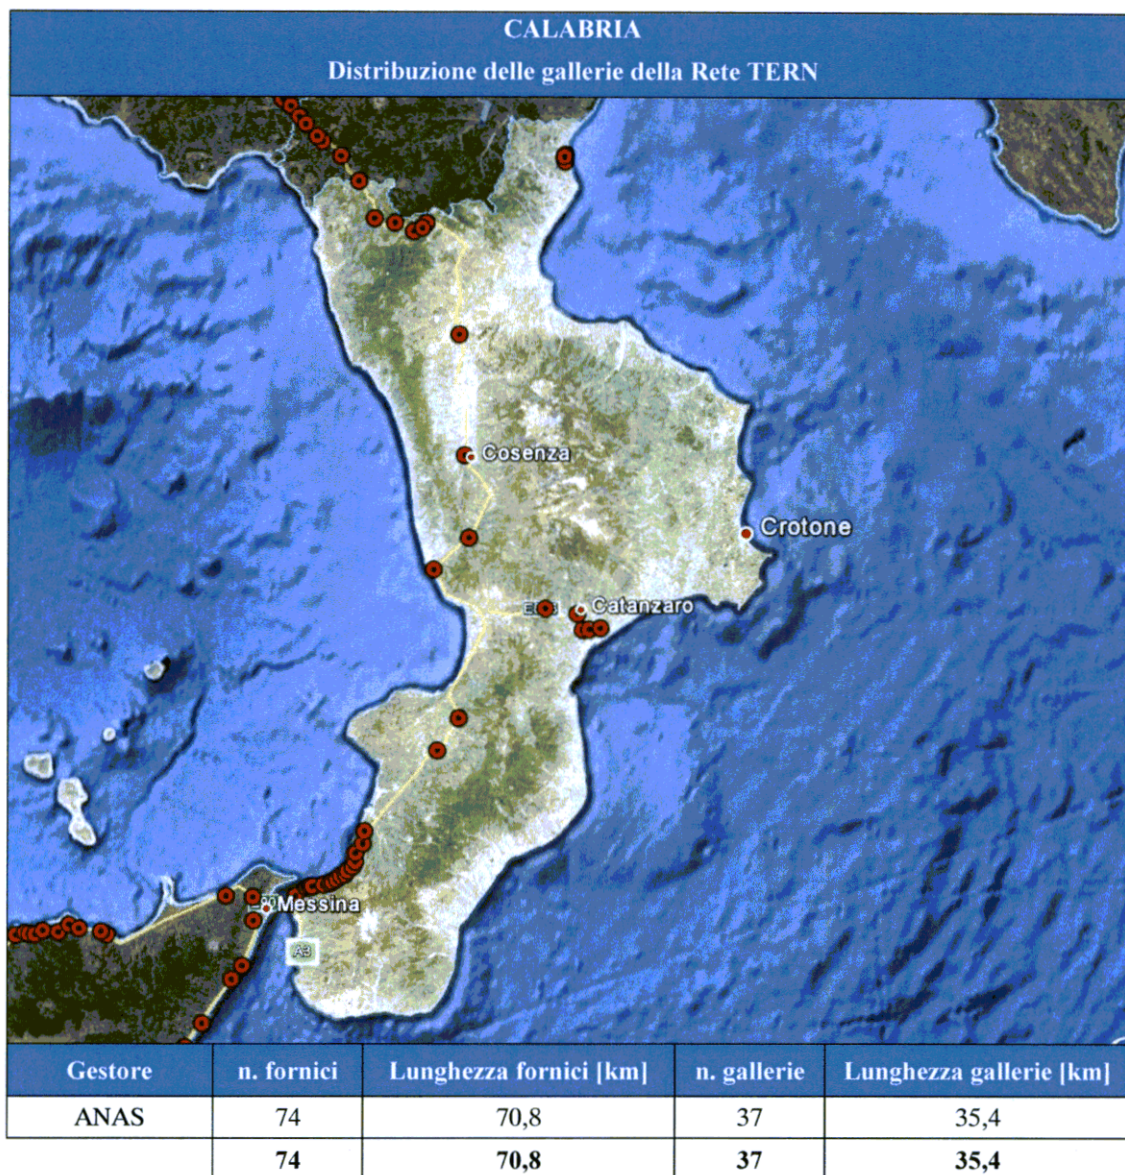 CALABRIA
Distribuzione delle gallerie della Rete TERN
Cosenza
Crotone
Catanzaro
Messina
A3
Gestore n. fornici Lunghezza fornici [km] n. gallerie Lunghezza gallerie [km]
ANAS 74 70,8 37 35,4
74 70,8 37 35,4